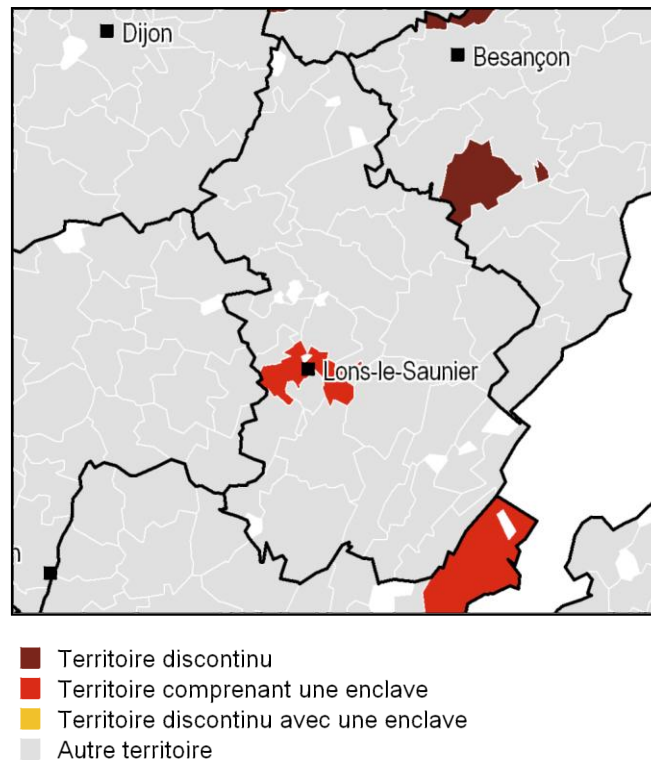 Dijon
Besançon
Lons-le-Saunier
n
Territoire discontinu
Territoire comprenant une enclave
Territoire discontinu avec une enclave
Autre territoire